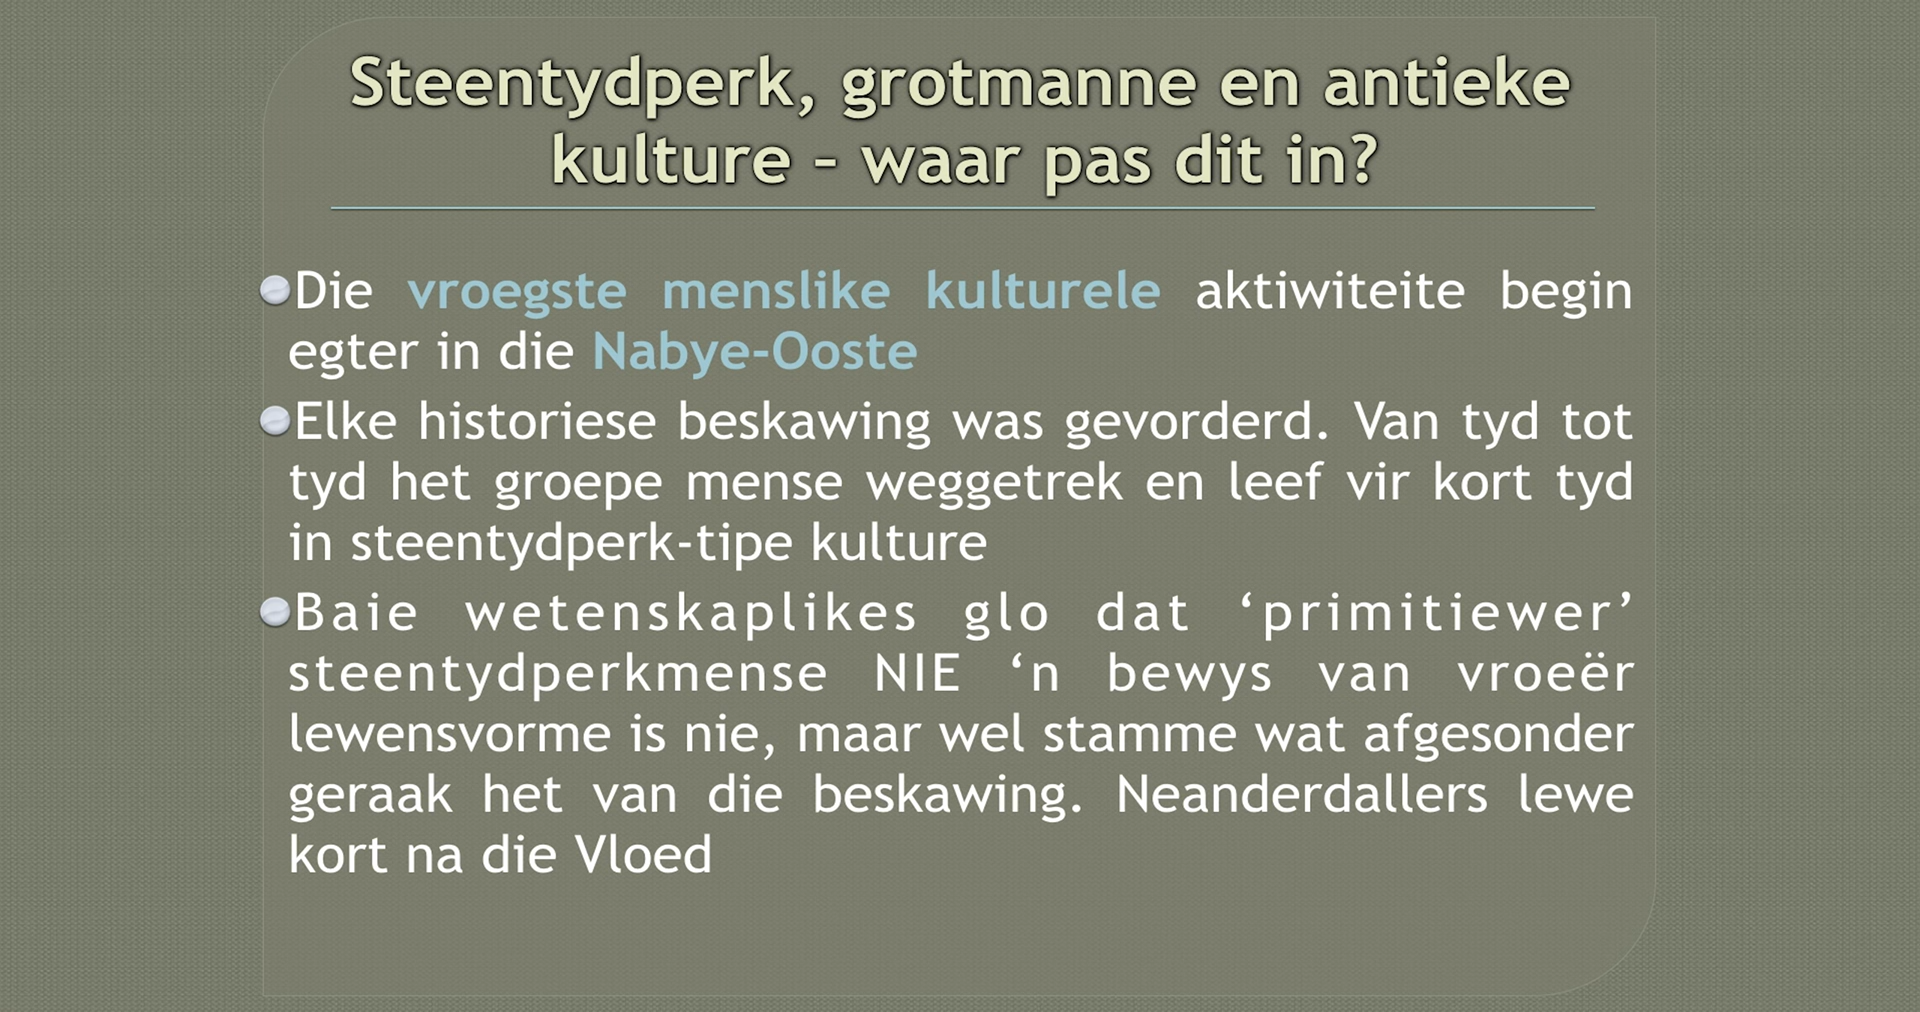 Steentydperk, grotmanne en antieke
kulture – waar pas dit in?
Die vroegste menslike kulturele aktiwiteite begin
egter in die Nabye-Ooste
Elke historiese beskawing was gevorderd. Van tyd tot
tyd het groepe mense weggetrek en leef vir kort tyd
in steentydperk-tipe kulture
Baie wetenskaplikes glo dat ‘primitiewer’
steentydperkmense NIE ‘n bewys van vroeër
lewensvorme is nie, maar wel stamme wat afgesonder
geraak het van die beskawing. Neanderdallers lewe
kort na die Vloed